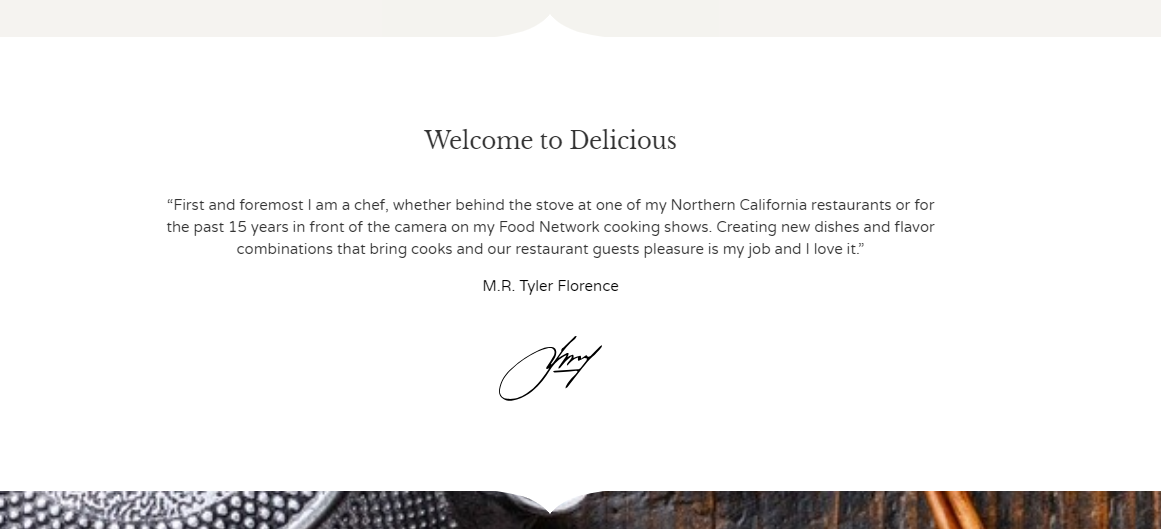 Welcome to Delicious
“First and foremost I am a chef, whether behind the stove at one of my Northern California restaurants or for
the past 15 years in front of the camera on my Food Network cooking shows. Creating new dishes and flavor
combinations that bring cooks and our restaurant guests pleasure is my job and I love it.”
M.R. Tyler Florence